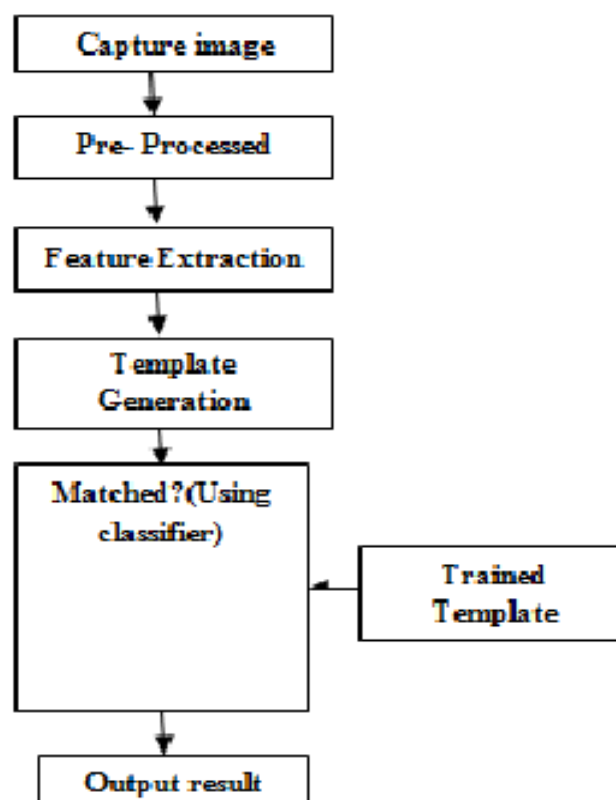 Capture image
Pre- Processed
Feature Extraction
Template
Generation
Matched?(Using
classifier)
Trained
Template
Output result